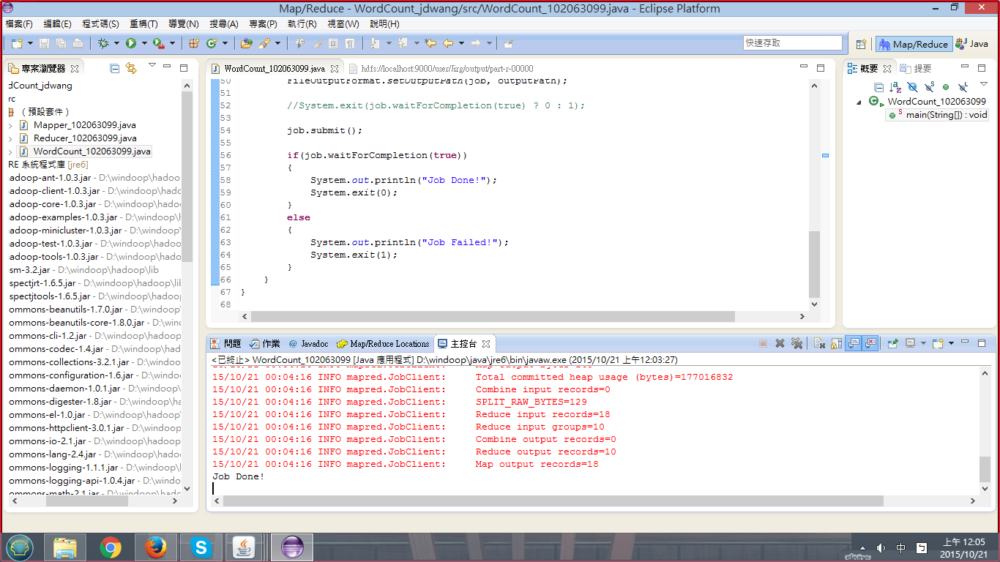 Map/Reduce - WordCount_jdwang/src/WordCount_102063099.java - Eclipse Platform
檔案(F) 編輯(E) 程式碼(S) 重構(T) 導覽(N) 搜尋(A) 專案(P) 執行(R) 視窗(W) 說明(H)
快速存取
Map/Reduce
Java
專案瀏覽器
dCount_jdwang
rc
(預設套件)
Mapper_102063099.java
Reducer_102063099.java
WordCount_102063099.java
RE 系統程式庫 [jre6]
adoop-ant-1.0.3.jar - D:\windoop\hadoo
adoop-client-1.0.3.jar - D:\windoop\hadoc
adoop-core-1.0.3.jar - D:\windoop\hadoo
adoop-examples-1.0.3.jar - D:\windoop\h
adoop-minicluster-1.0.3.jar - D:\windoop
adoop-test-1.0.3.jar - D:\windoop\hadoo
adoop-tools-1.0.3.jar - D:\windoop\hadoc
sm-3.2.jar - D:\windoop\hadoop\lib
spectjrt-1.6.5.jar - D:\windoop\hadoop\lib
spectjtools-1.6.5.jar - D:\windoop\hadoop
ommons-beanutils-1.7.0.jar - D:\windoop
ommons-beanutils-core-1.8.0.jar - D:\winc
ommons-cli-1.2.jar - D:\windoop\hadoop
ommons-codec-1.4.jar - D:\windoop\hado
ommons-collections-3.2.1.jar - D:\windoo
ommons-configuration-1.6.jar - D:\windo
ommons-daemon-1.0.1.jar - D:\windoop\h
ommons-digester-1.8.jar - D:\windoop\ha
ommons-el-1.0.jar - D:\windoop\hadoop
ommons-httpclient-3.0.1.jar - D:\windoop
ommons-io-2.1.jar - D:\windoop\hadoop
ommons-lang-2.4.jar - D:\windoop\hadoo
ommons-logging-1.1.1.jar - D:\windoop\h
ommons-logging-api-1.0.4.jar - D:\windo
ommons-math-2.1.jar - D:\windoop\hado
WordCount_102063099.java
hdfs://localhost:9000/user/Jirg/output/part-r-00000
50 FileOutputFormat.setOutputPath(job, outputPath);
51
52 //System.exit(job.waitForCompletion(true) ? 0 : 1);
53
54 job.submit();
55
56 if(job.waitForCompletion(true))
57 {
58 System.out.println("Job Done!");
59 System.exit(0);
60 }
61 else
62 {
63 System.out.println("Job Failed!");
64 System.exit(1);
65 }
66 }
67 }
68
概要
提要
WordCount_102063099
main(String[]) : void
問題 作業 @ Javadoc Map/Reduce Locations 主控台
<已終止> WordCount_102063099 [Java 應用程式] D:\windoop\java\jre6\bin\javaw.exe (2015/10/21 上午12:03:27)
15/10/21 00:04:16 INFO mapred.JobClient: Total committed heap usage (bytes)=177016832
15/10/21 00:04:16 INFO mapred.JobClient: Combine input records=0
15/10/21 00:04:16 INFO mapred.JobClient: SPLIT_RAW_BYTES=129
15/10/21 00:04:16 INFO mapred.JobClient: Reduce input records=18
15/10/21 00:04:16 INFO mapred.JobClient: Reduce input groups=10
15/10/21 00:04:16 INFO mapred.JobClient: Combine output records=0
15/10/21 00:04:16 INFO mapred.JobClient: Reduce output records=10
15/10/21 00:04:16 INFO mapred.JobClient: Map output records=18
Job Done!
中
上午 12:05
2015/10/21